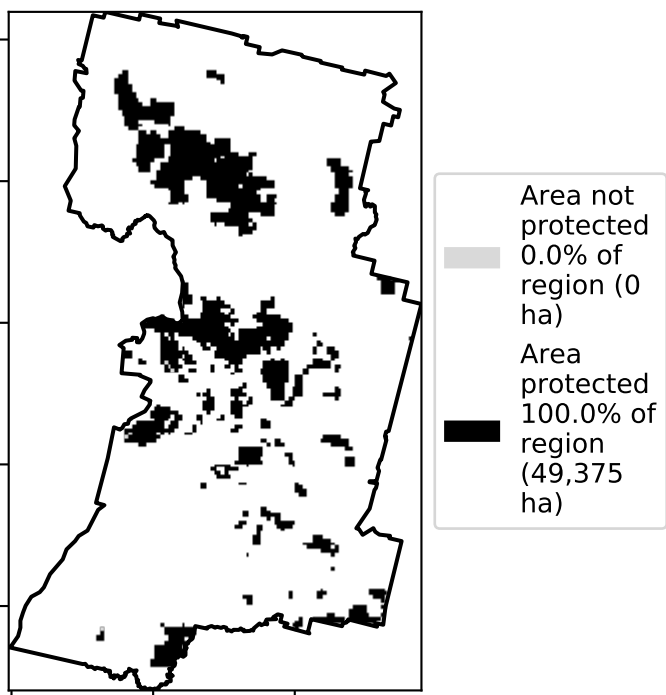 Area not
protected
0.0% of
region (0
ha)
Area
protected
100.0% of
region
(49,375
ha)